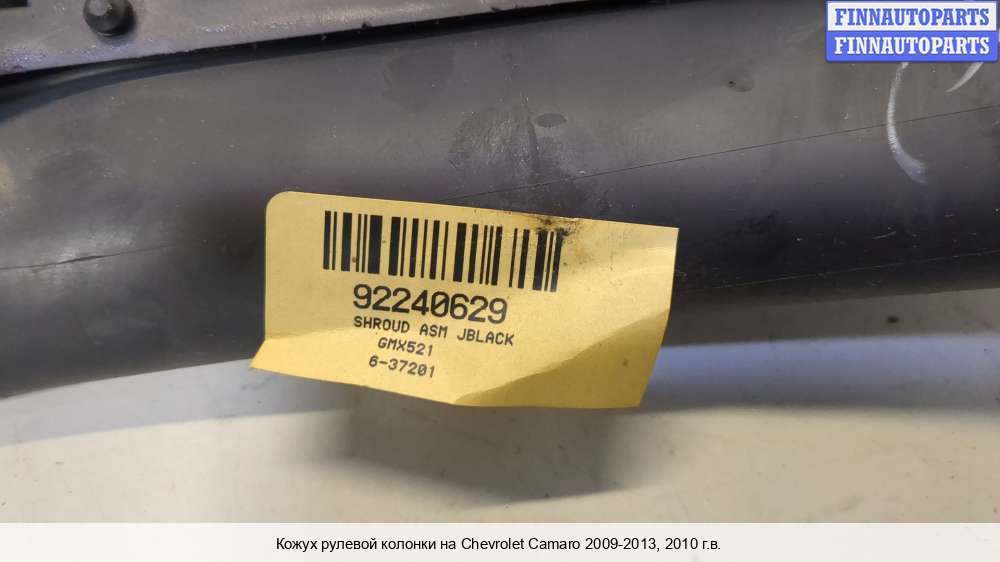 FINNAUTOPARTS
FINNAUTOPARTS
92240629
SHROUD ASM JBLACK
GMX521
6-37201
Кожух рулевой колонки на Chevrolet Camaro 2009-2013, 2010 г.в.